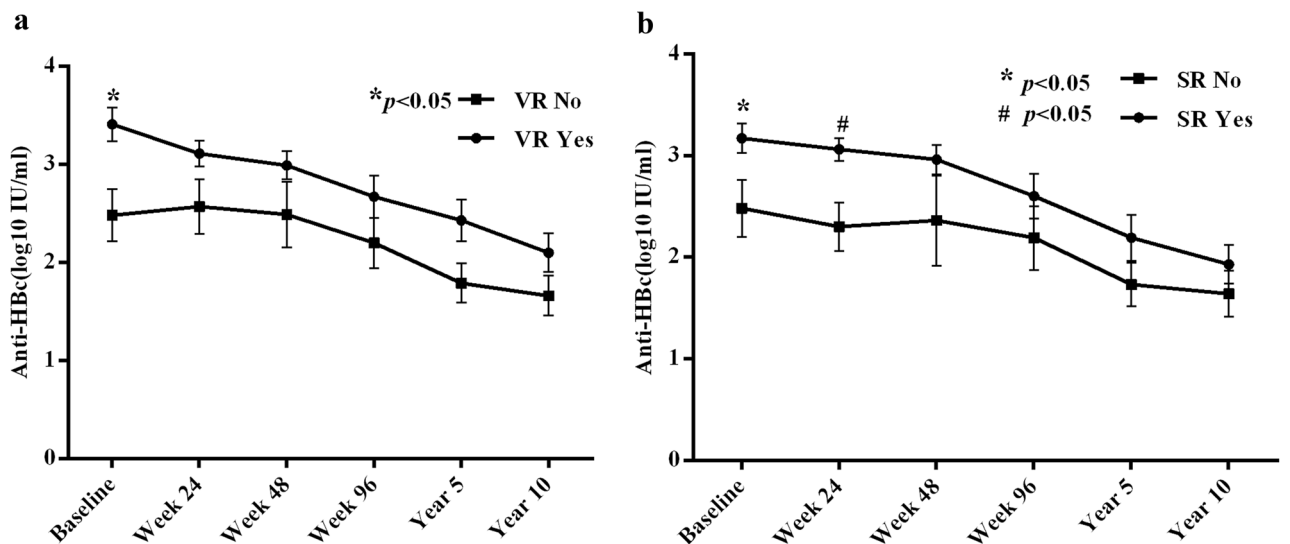 a
Anti-HBc(log10 IU/ml)
4
3
2
1
0
*
*p<0.05
VR No
VR Yes
Baseline
Week 24
Week 48
Week 96
Year 5
Year 10
b
Anti-HBc(log10 IU/ml)
4
3
2
1
0
*
#
* p<0.05
# p<0.05
SR No
SR Yes
Baseline
Week 24
Week 48
Week 96
Year 5
Year 10